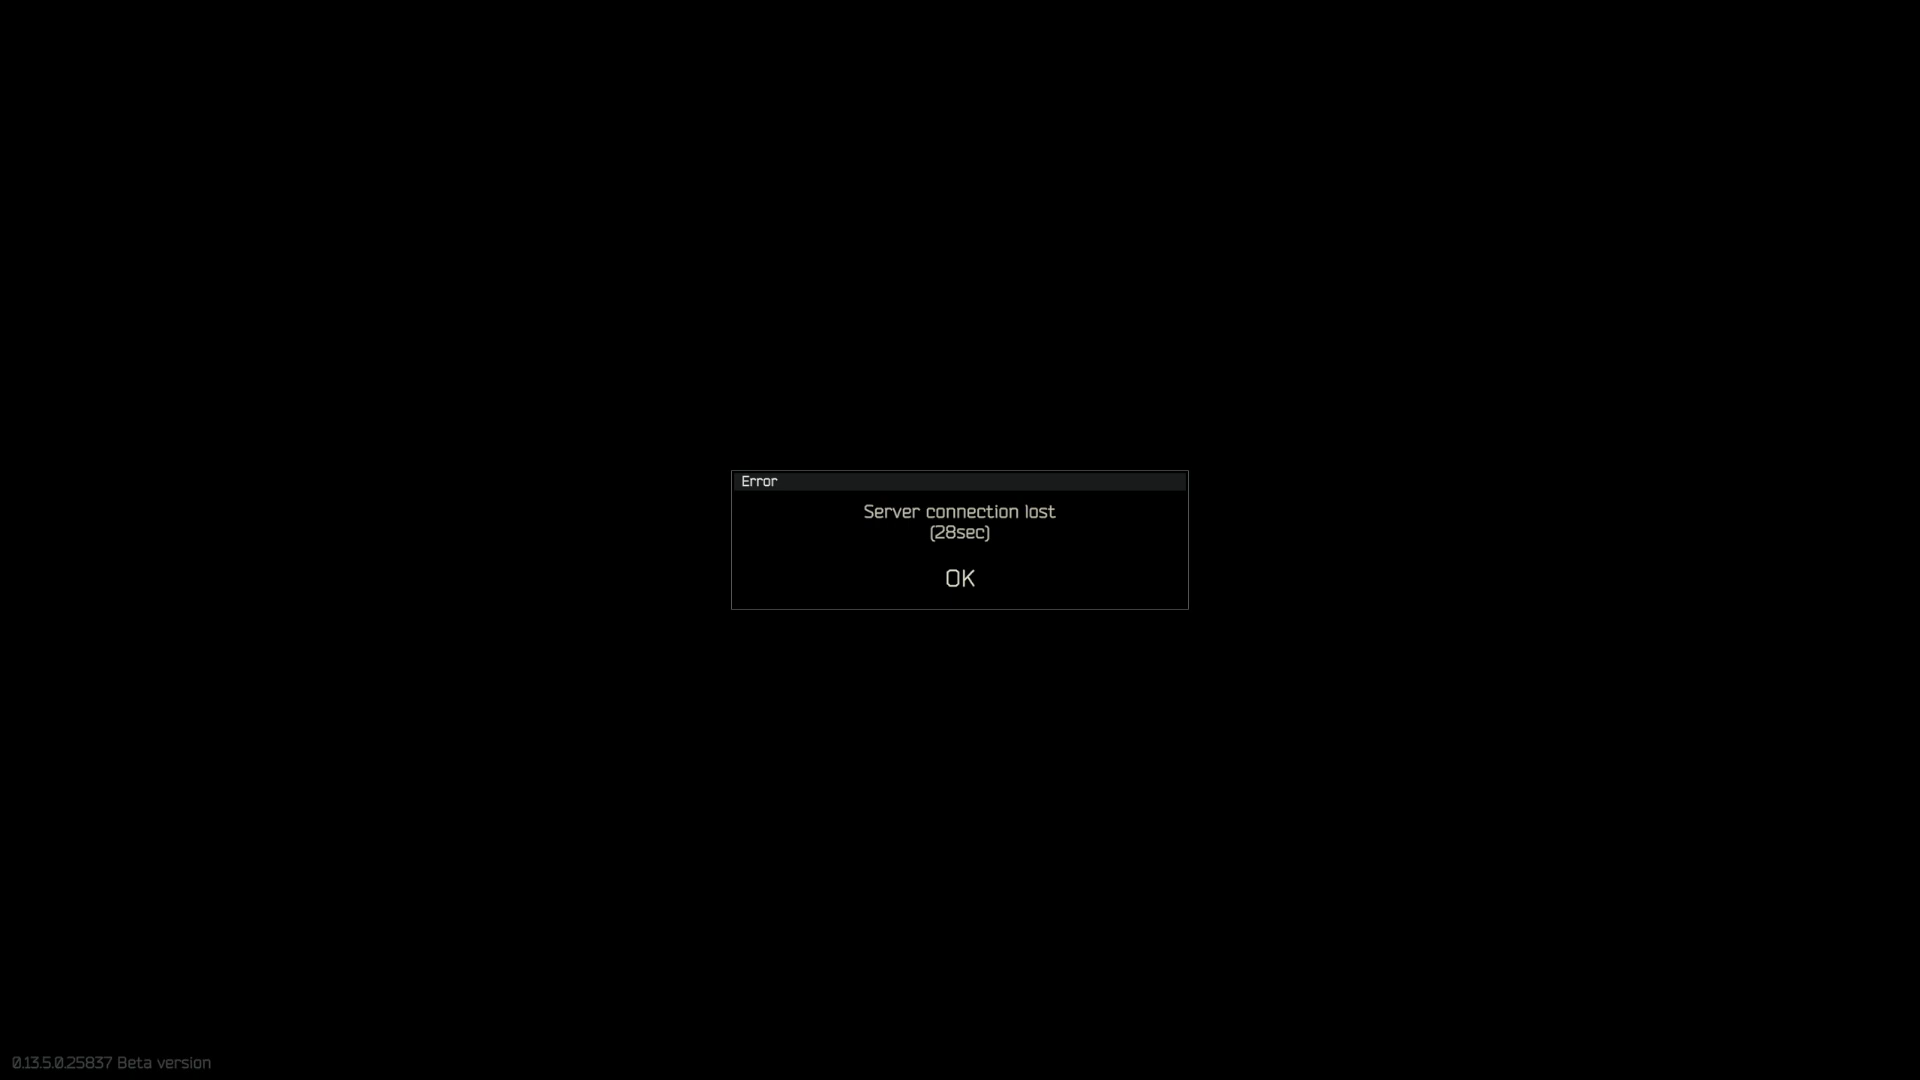 Error
Server connection lost
(28sec)
OK
0.13.5.0.25837 Beta version